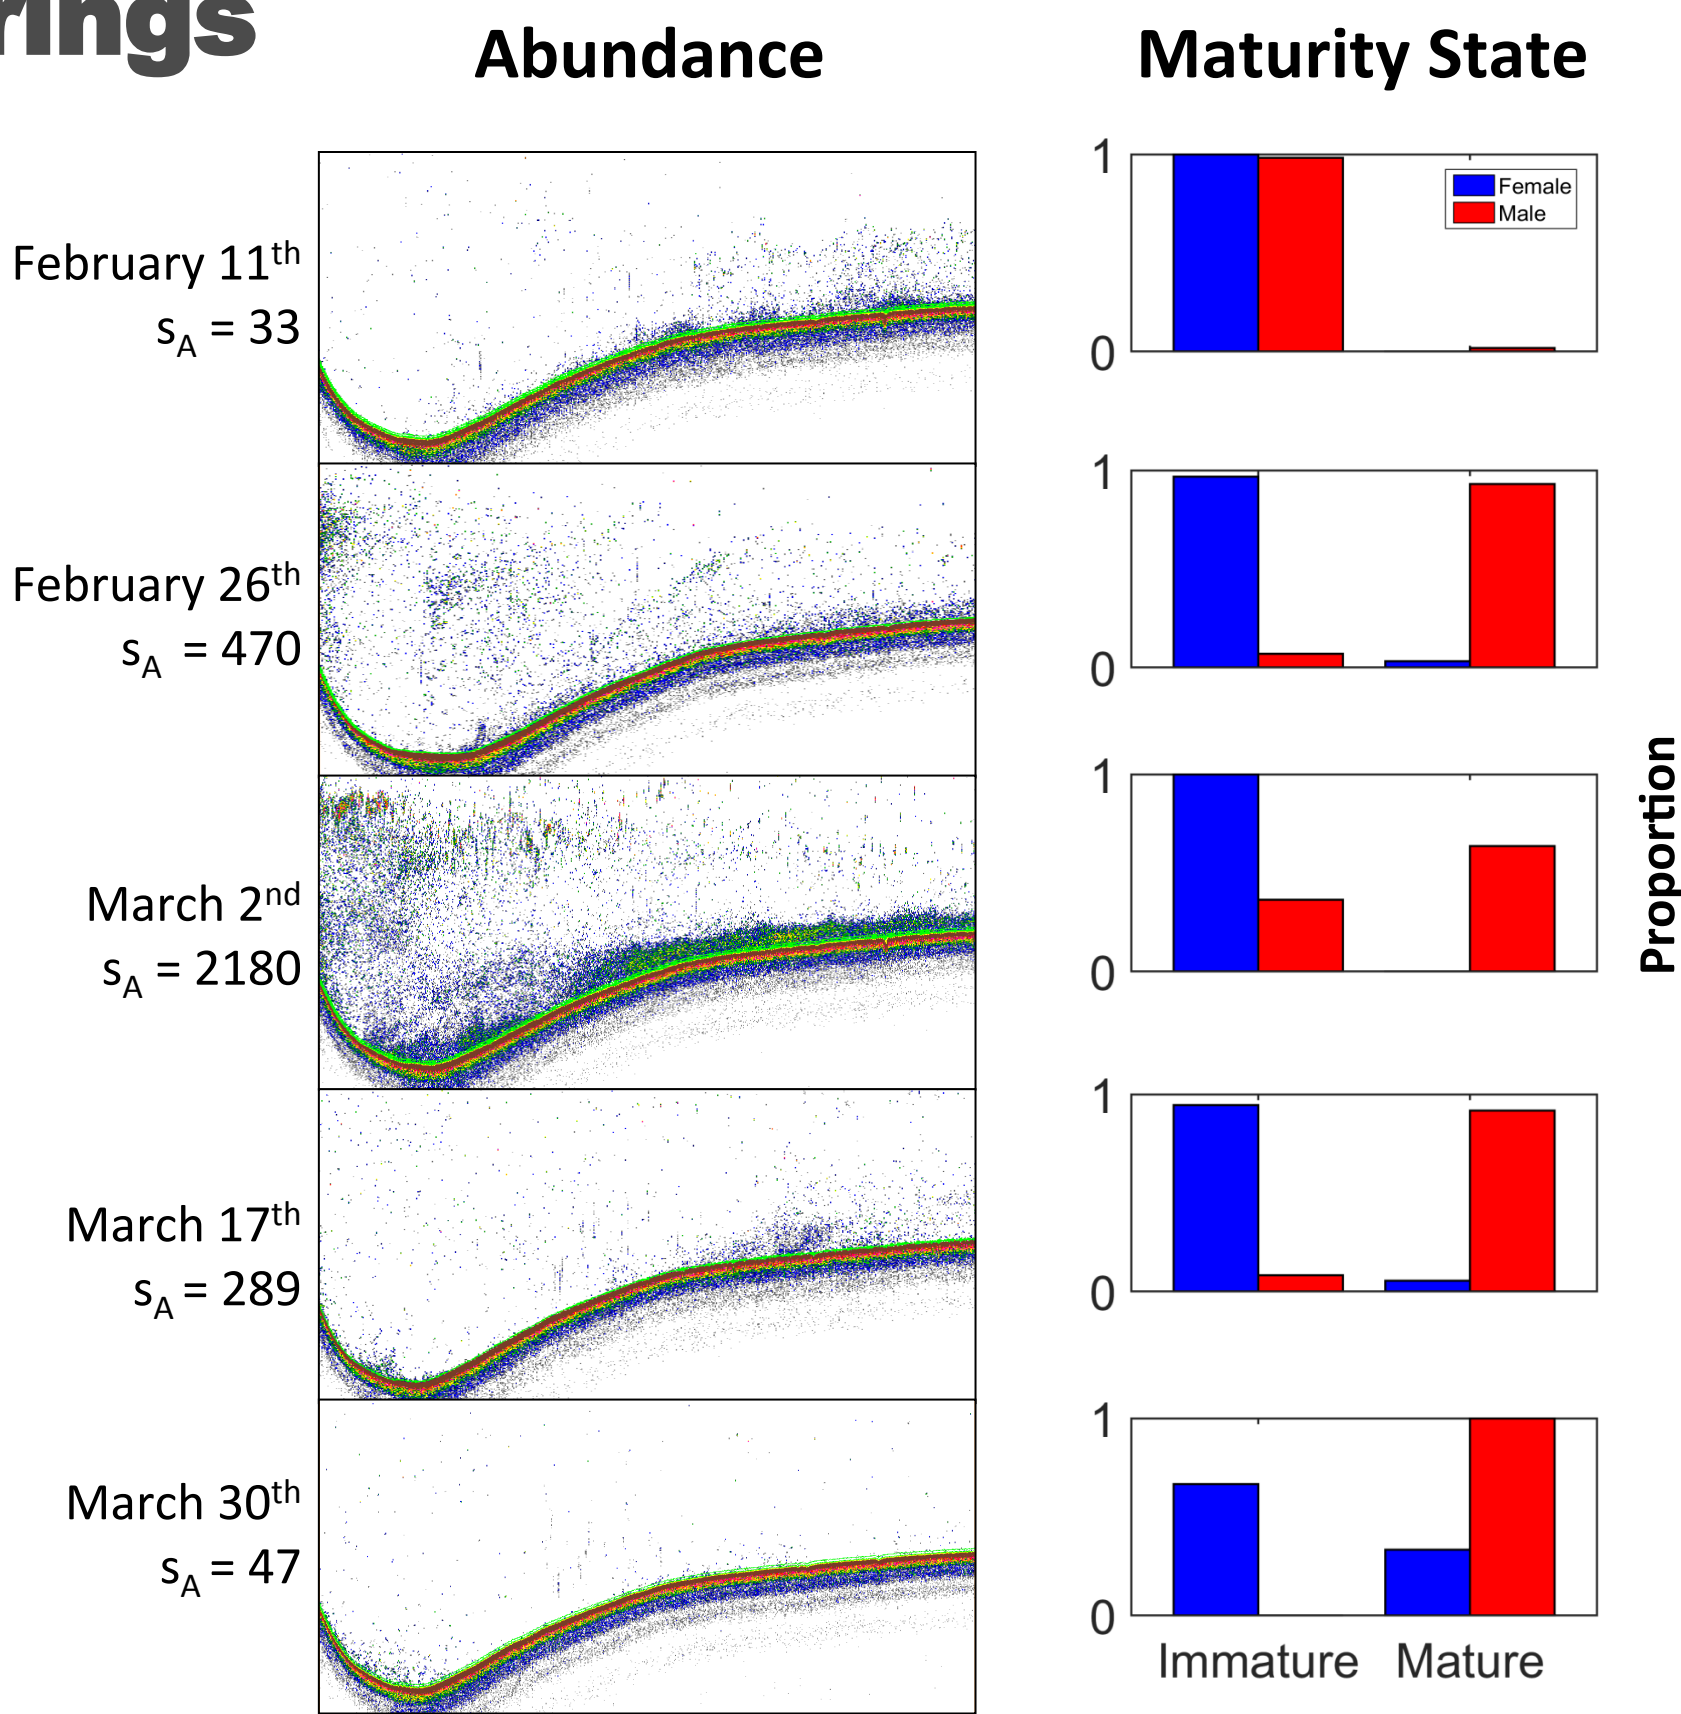 rings
Abundance
Maturity State
February 11th
sA = 33
1
0
Female
Male
February 26th
sA = 470
1
0
March 2nd
sA = 2180
1
0
Proportion
March 17th
sA = 289
1
0
March 30th
sA = 47
1
0
Immature
Mature